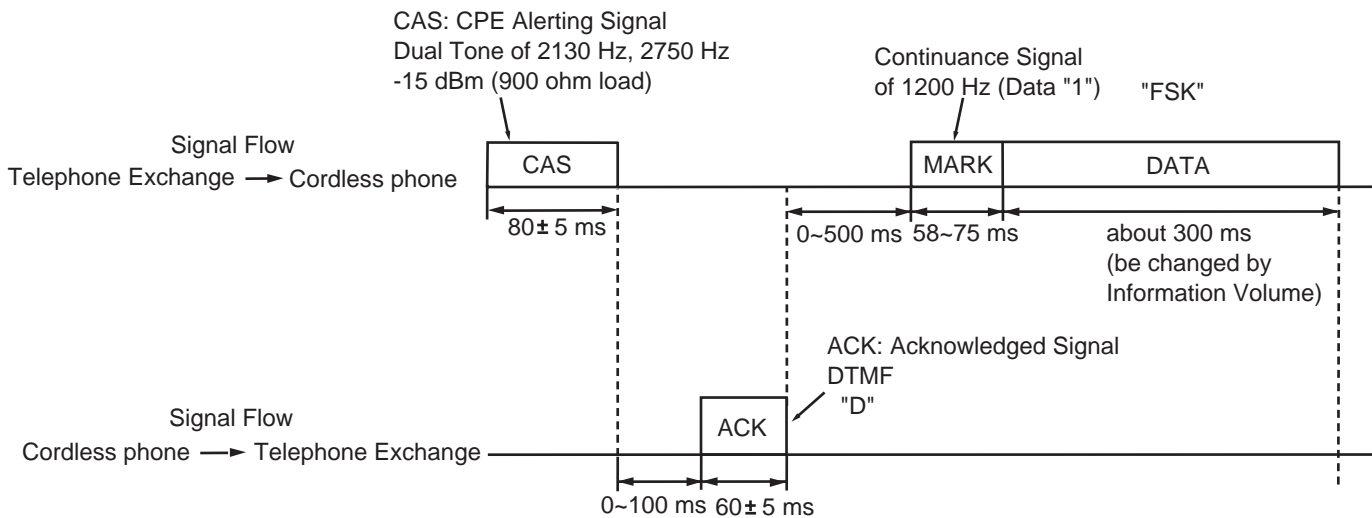 CAS: CPE Alerting Signal
Dual Tone of 2130 Hz, 2750 Hz
-15 dBm (900 ohm load)
Continuance Signal
of 1200 Hz (Data "1")
"FSK"
Signal Flow
Telephone Exchange → Cordless phone
CAS
MARK
DATA
80± 5 ms
0~500 ms
58~75 ms
about 300 ms
(be changed by
Information Volume)
ACK: Acknowledged Signal
DTMF
"D"
Signal Flow
Cordless phone → Telephone Exchange
ACK
0~100 ms
60± 5 ms